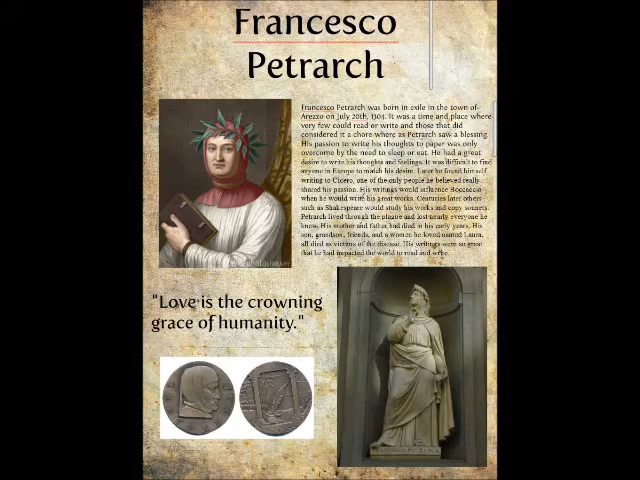 Francesco
Petrarch
Francesco Petrarch was born in exile in the town of
Arezzo on July 20th, 1304. It was a time and place where
very few could read or write and those that did
considered it a chore where as Petrarch saw a blessing.
His passion to write his thoughts to paper was only
overcome by the need to sleep or eat. He had a great
desire to write his thoughts and feelings. It was difficult to find
anyone in Europe to match his desire. Later he found him self
writing to Cicero, one of the only people he believed really
shared his passion. His writings would influence Boccaccio
when he would write his great works. Centuries later others
such as Shakespeare would study his works and copy sonnets.
Petrarch lived through the plague and lost nearly everyone he
knew. His mother and father had died in his early years. His
son, grandson, friends, and a women he loved named Laura,
all died as victims of the disease. His writings were so great
that he had impacted the world to read and write.
"Love is the crowning
grace of humanity."